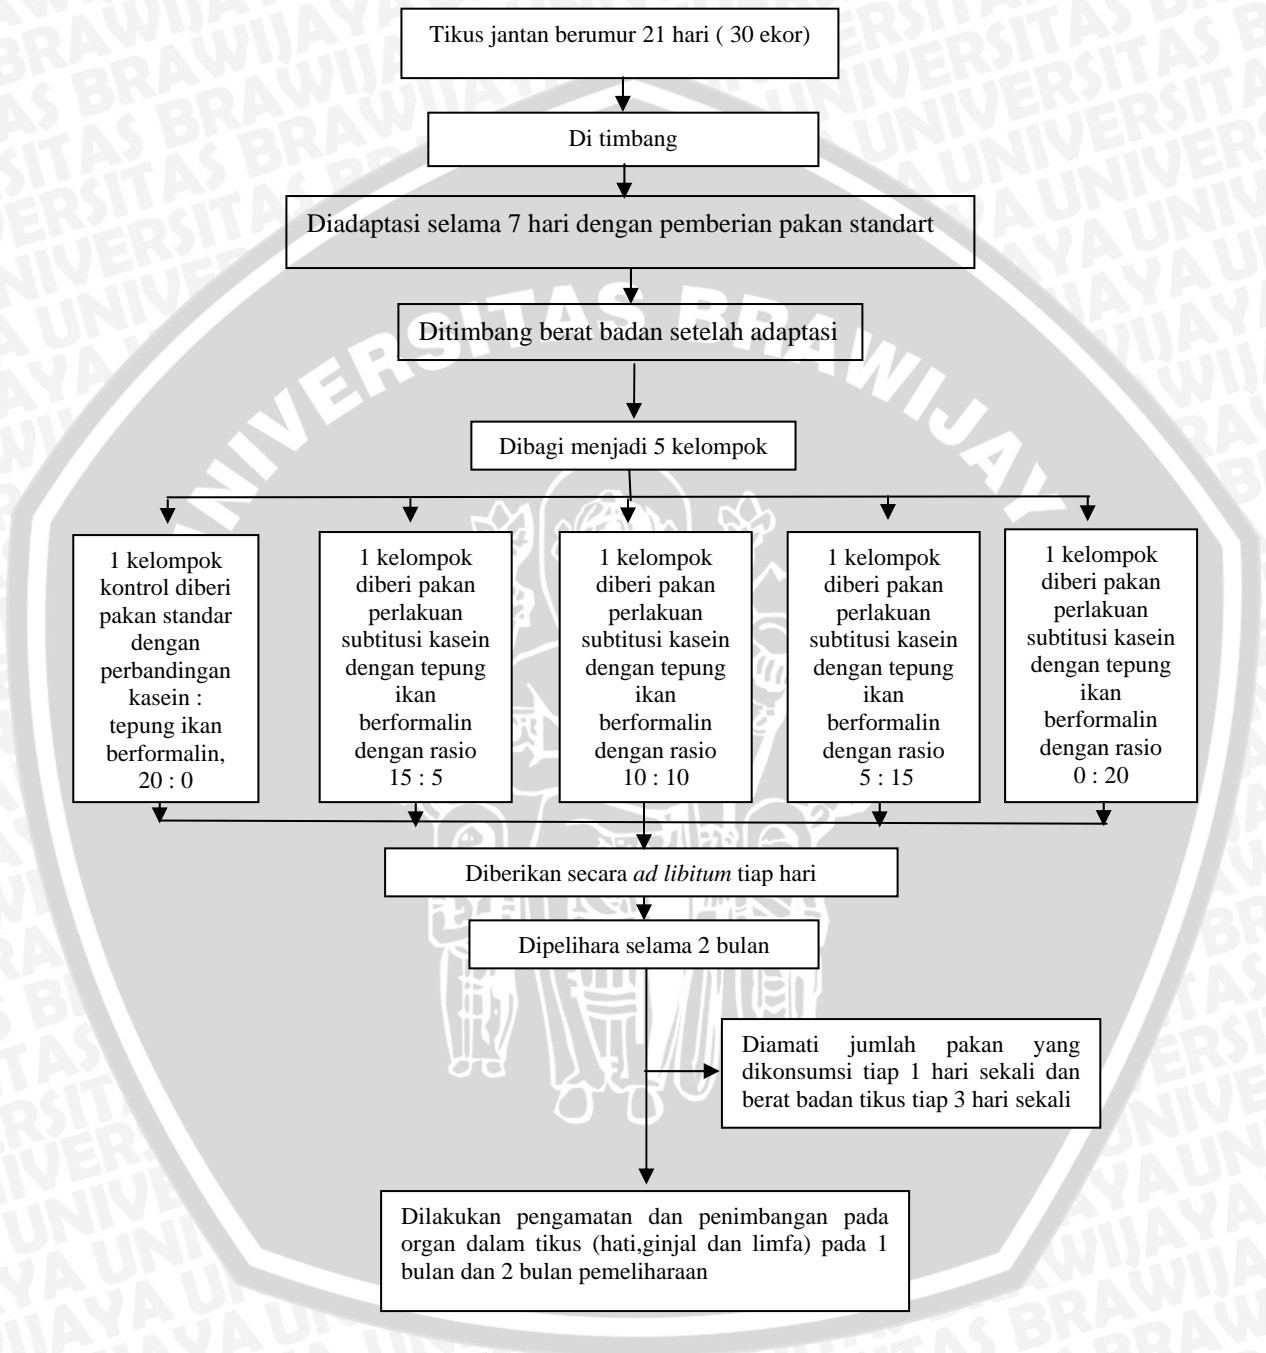 Tikus jantan berumur 21 hari ( 30 ekor)
Di timbang
Diadaptasi selama 7 hari dengan pemberian pakan standart
Ditimbang berat badan setelah adaptasi
UNIVERSITAS BRAWIJAYA
Dibagi menjadi 5 kelompok
1 kelompok
kontrol diberi
pakan standar
dengan
perbandingan
kasein :
tepung ikan
berformalin,
20 : 0
1 kelompok
diberi pakan
perlakuan
subtitusi kasein
dengan tepung
ikan
berformalin
dengan rasio
15 : 5
1 kelompok
diberi pakan
perlakuan
subtitusi kasein
dengan tepung
ikan
berformalin
dengan rasio
10 : 10
1 kelompok
diberi pakan
perlakuan
subtitusi kasein
dengan tepung
ikan
berformalin
dengan rasio
5 : 15
1 kelompok
diberi pakan
perlakuan
subtitusi kasein
dengan tepung
ikan
berformalin
dengan rasio
0 : 20
Diberikan secara ad libitum tiap hari
Dipelihara selama 2 bulan
Diamati jumlah pakan yang
dikonsumsi tiap 1 hari sekali dan
berat badan tikus tiap 3 hari sekali
Dilakukan pengamatan dan penimbangan pada
organ dalam tikus (hati,ginjal dan limfa) pada 1
bulan dan 2 bulan pemeliharaan